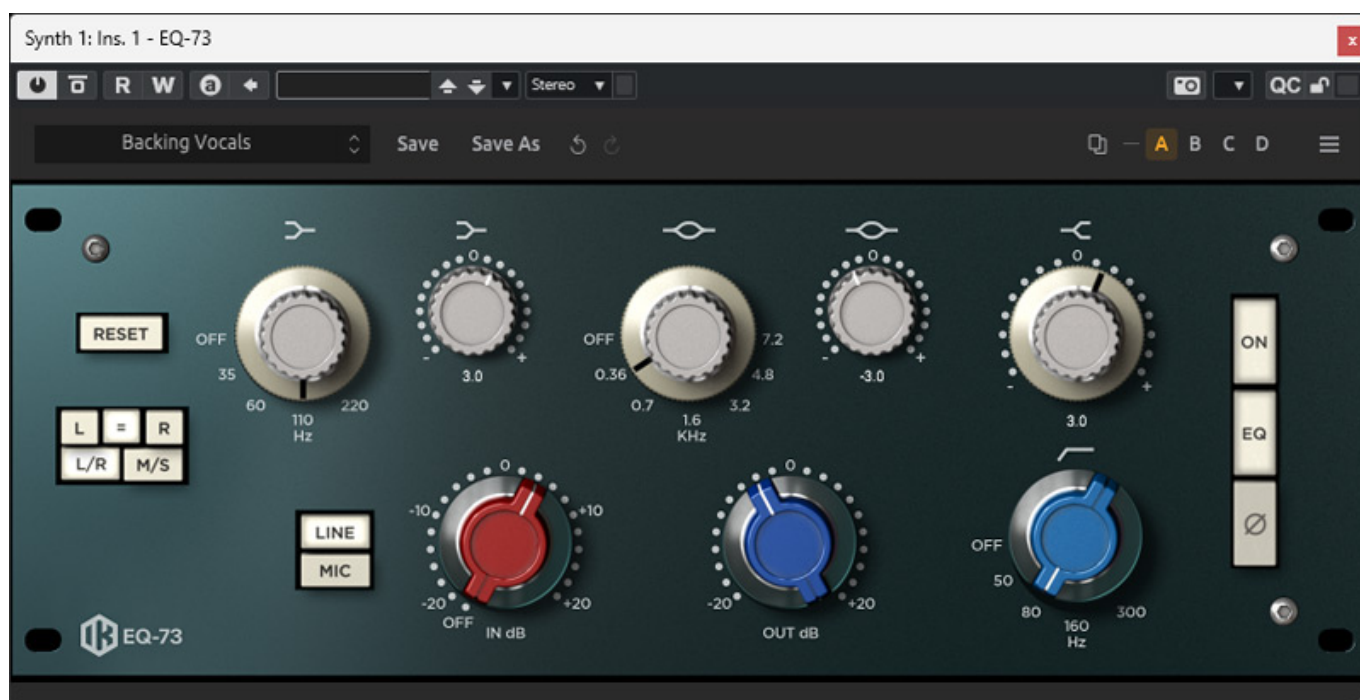 Synth 1: Ins. 1 - EQ-73
x
R W a Stereo QC
Backing Vocals Save Save As A B C D
0 0 0
RESET
OFF 35 60 110 220 Hz
- + 3.0
OFF 0.36 0.7 1.6 3.2 4.8 7.2 KHz
- + -3.0
- + 3.0
ON
EQ
Ø
L = R
L/R M/S
LINE
MIC
0 -10 +10 -20 +20 OFF IN dB
0 -20 +20 OUT dB
OFF 50 80 160 300 Hz
IK EQ-73